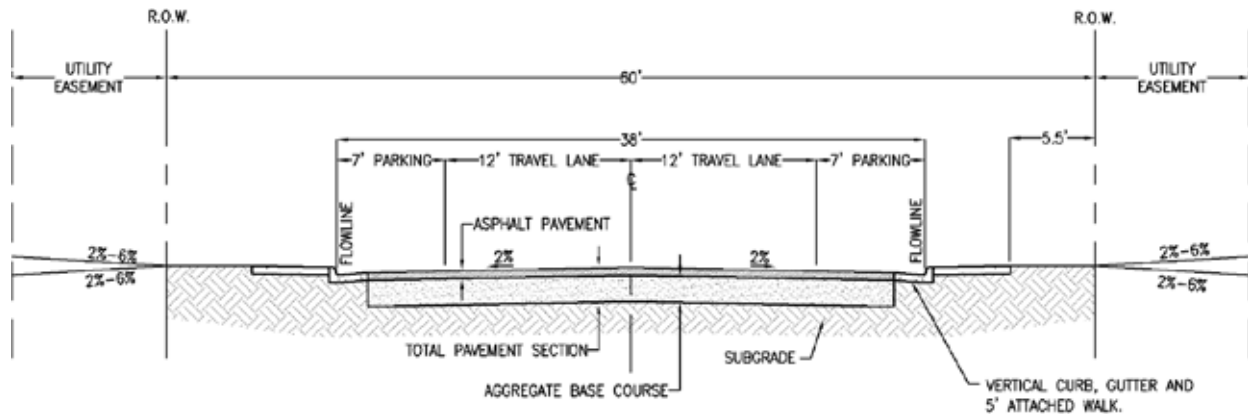 R.O.W.
R.O.W.
UTILITY
EASEMENT
60'
UTILITY
EASEMENT
38'
5.5'
7' PARKING
12' TRAVEL LANE
12' TRAVEL LANE
7' PARKING
℄
FLOWLINE
ASPHALT PAVEMENT
FLOWLINE
2%-6%
2%-6%
2%
2%
2%-6%
2%-6%
TOTAL PAVEMENT SECTION
SUBGRADE
AGGREGATE BASE COURSE
VERTICAL CURB, GUTTER AND
5' ATTACHED WALK.